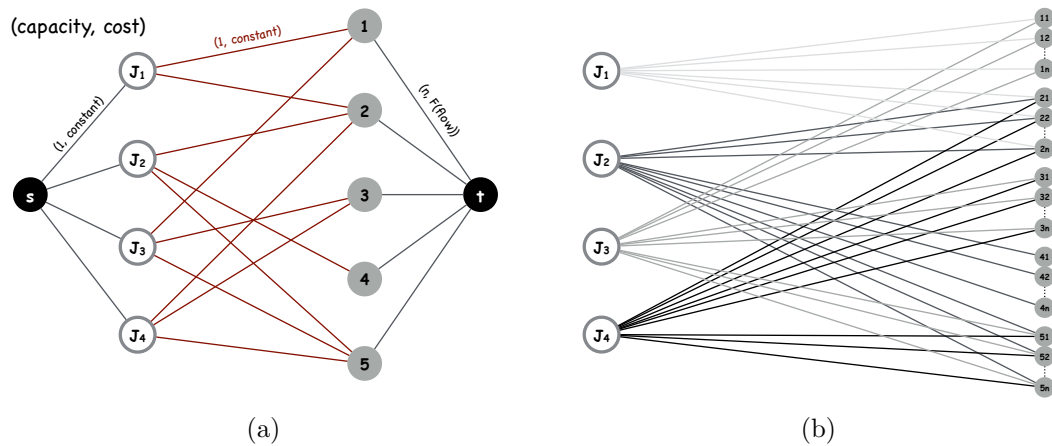 (capacity, cost)
(1, constant)
(1, constant)
(n, F(flow))
s
J1
J2
J3
J4
1
2
3
4
5
t
(a)
J1
J2
J3
J4
11
12
1n
21
22
2n
31
32
3n
41
42
4n
51
52
5n
(b)